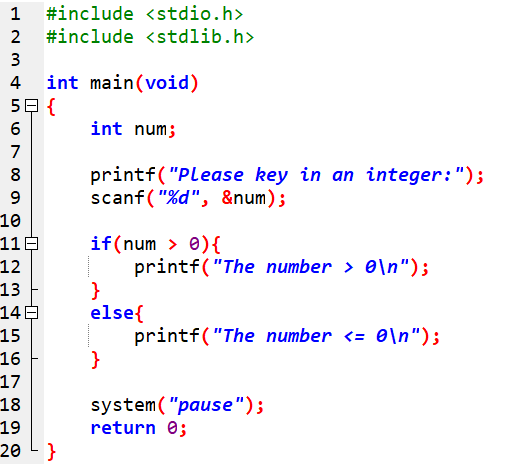 1 #include <stdio.h>
2 #include <stdlib.h>
3
4 int main(void)
5 {
6     int num;
7
8     printf("Please key in an integer:");
9     scanf("%d", &num);
10
11     if(num > 0){
12         printf("The number > 0\n");
13     }
14     else{
15         printf("The number <= 0\n");
16     }
17
18     system("pause");
19     return 0;
20 }